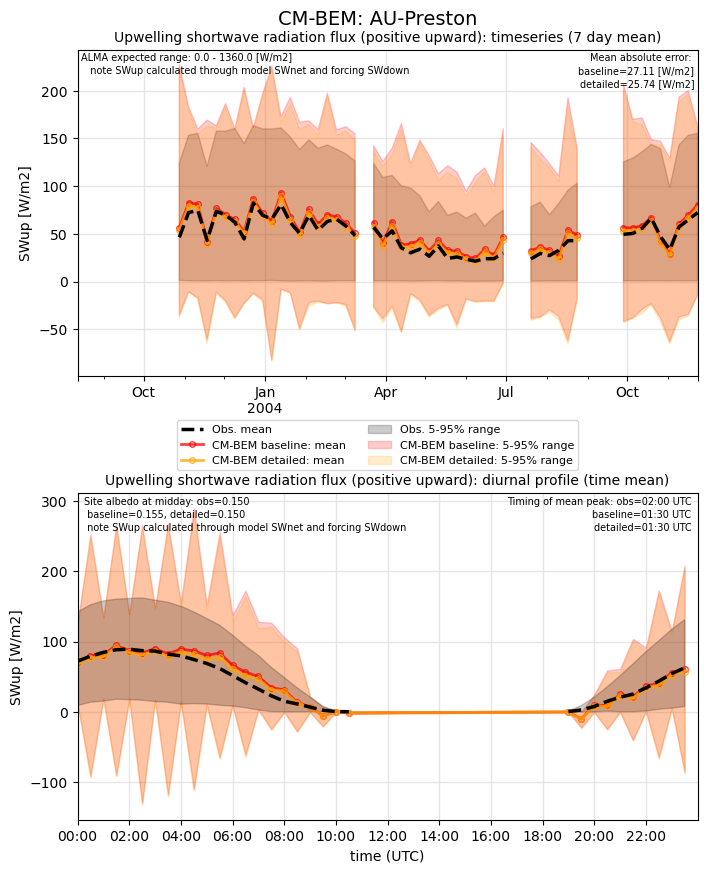 CM-BEM: AU-Preston
Upwelling shortwave radiation flux (positive upward): timeseries (7 day mean)
ALMA expected range: 0.0 - 1360.0 [W/m2]
note SWup calculated through model SWnet and forcing SWdown
Mean absolute error:
baseline=27.11 [W/m2]
detailed=25.74 [W/m2]
200
150
100
50
0
−50
SWup [W/m2]
Oct
Jan
2004
Apr
Jul
Oct
Obs. mean
CM-BEM baseline: mean
CM-BEM detailed: mean
Obs. 5-95% range
CM-BEM baseline: 5-95% range
CM-BEM detailed: 5-95% range
Upwelling shortwave radiation flux (positive upward): diurnal profile (time mean)
Site albedo at midday: obs=0.150
baseline=0.155, detailed=0.150
note SWup calculated through model SWnet and forcing SWdown
Timing of mean peak: obs=02:00 UTC
baseline=01:30 UTC
detailed=01:30 UTC
300
200
100
0
−100
SWup [W/m2]
00:00
02:00
04:00
06:00
08:00
10:00
12:00
14:00
16:00
18:00
20:00
22:00
time (UTC)